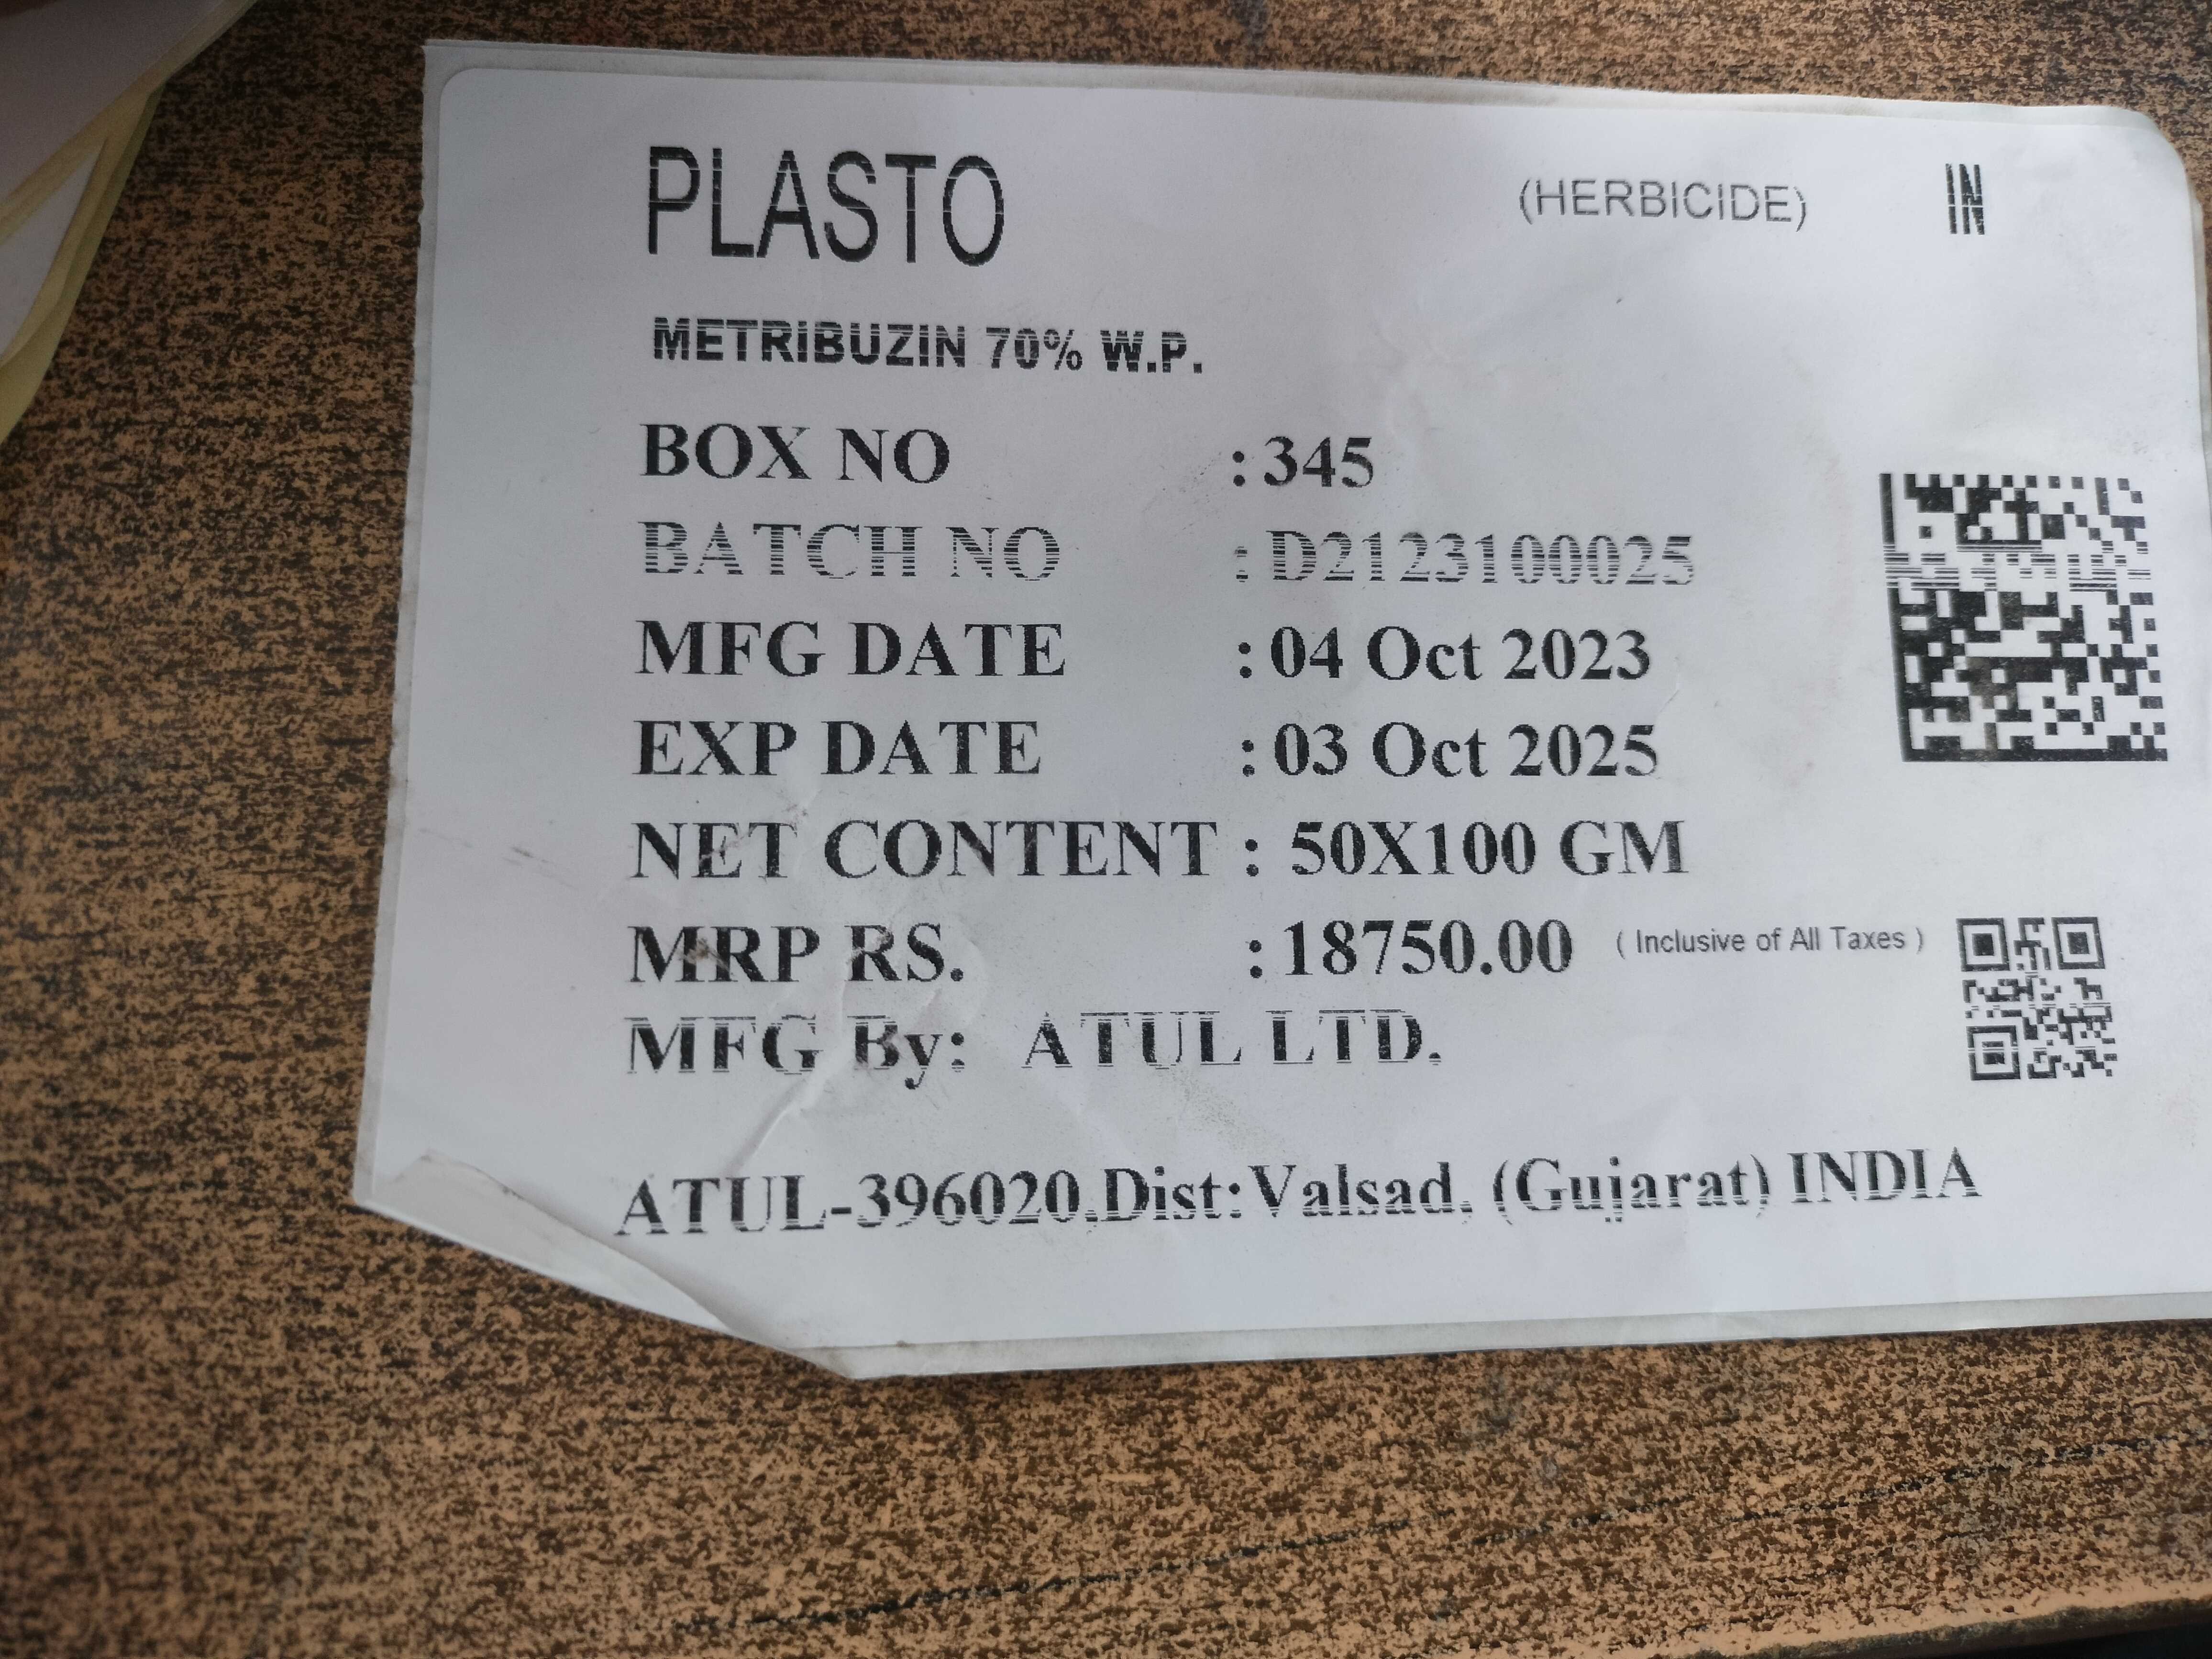 PLASTO (HERBICIDE) IN
METRIBUZIN 70% W.P.
BOX NO : 345
BATCH NO : D2123100025
MFG DATE : 04 Oct 2023
EXP DATE : 03 Oct 2025
NET CONTENT : 50X100 GM
MRP RS. : 18750.00 ( Inclusive of All Taxes )
MFG By: ATUL LTD.
ATUL-396020,Dist:Valsad, (Gujarat) INDIA